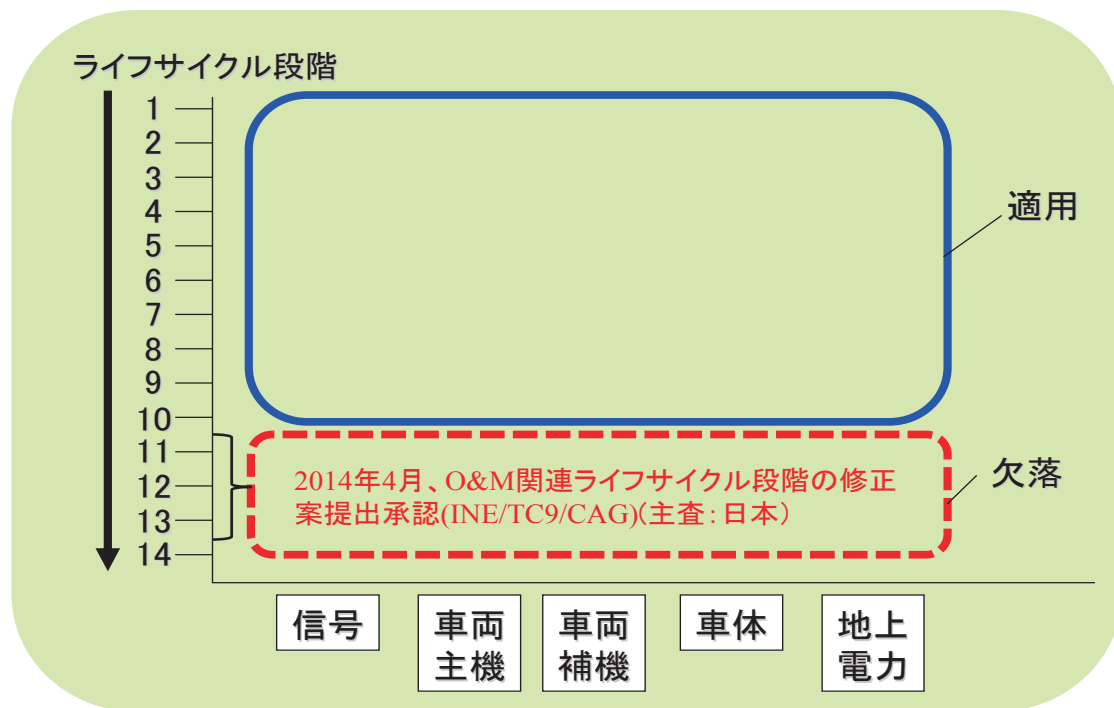 ライフサイクル段階
1
2
3
4
5
6
7
8
9
10
11
12
13
14
適用
2014年4月、O&M関連ライフサイクル段階の修正
案提出承認(INE/TC9/CAG)(主査：日本）
欠落
信号
車両
主機
車両
補機
車体
地上
電力